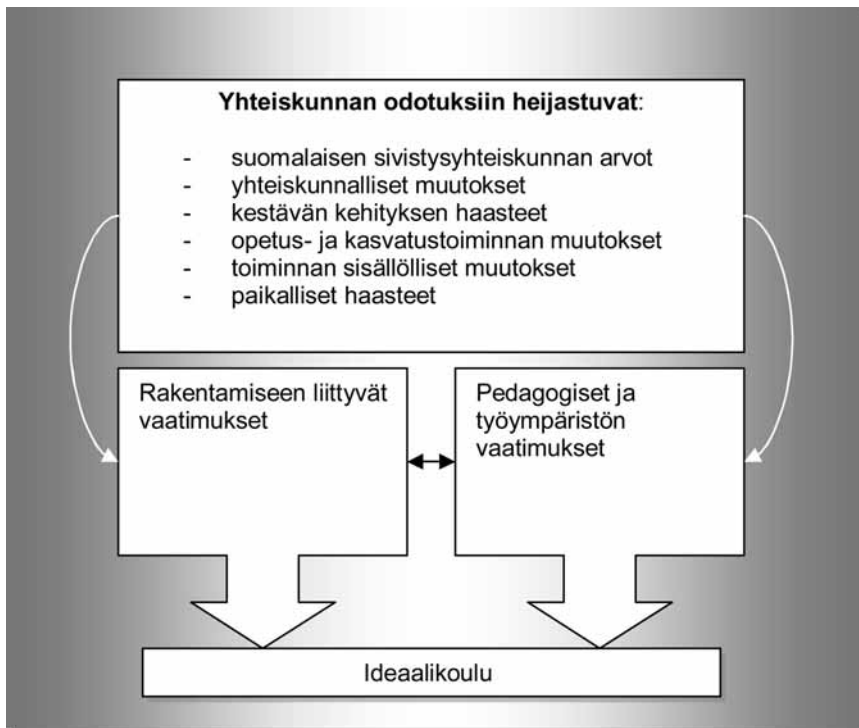 Yhteiskunnan odotuksiin heijastuvat:
- suomalaisen sivistysyhteiskunnan arvot
- yhteiskunnalliset muutokset
- kestävän kehityksen haasteet
- opetus- ja kasvatustoiminnan muutokset
- toiminnan sisällölliset muutokset
- paikalliset haasteet
Rakentamiseen liittyvät
vaatimukset
Pedagogiset ja
työympäristön
vaatimukset
Ideaalikoulu